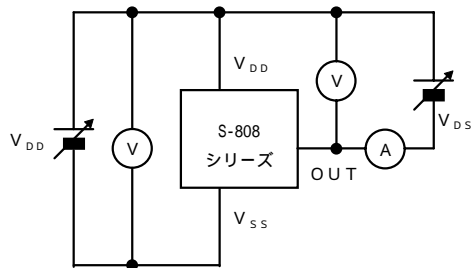 V DD
V
V DD
S-808
シリーズ
V SS
V
OUT
A
V DS